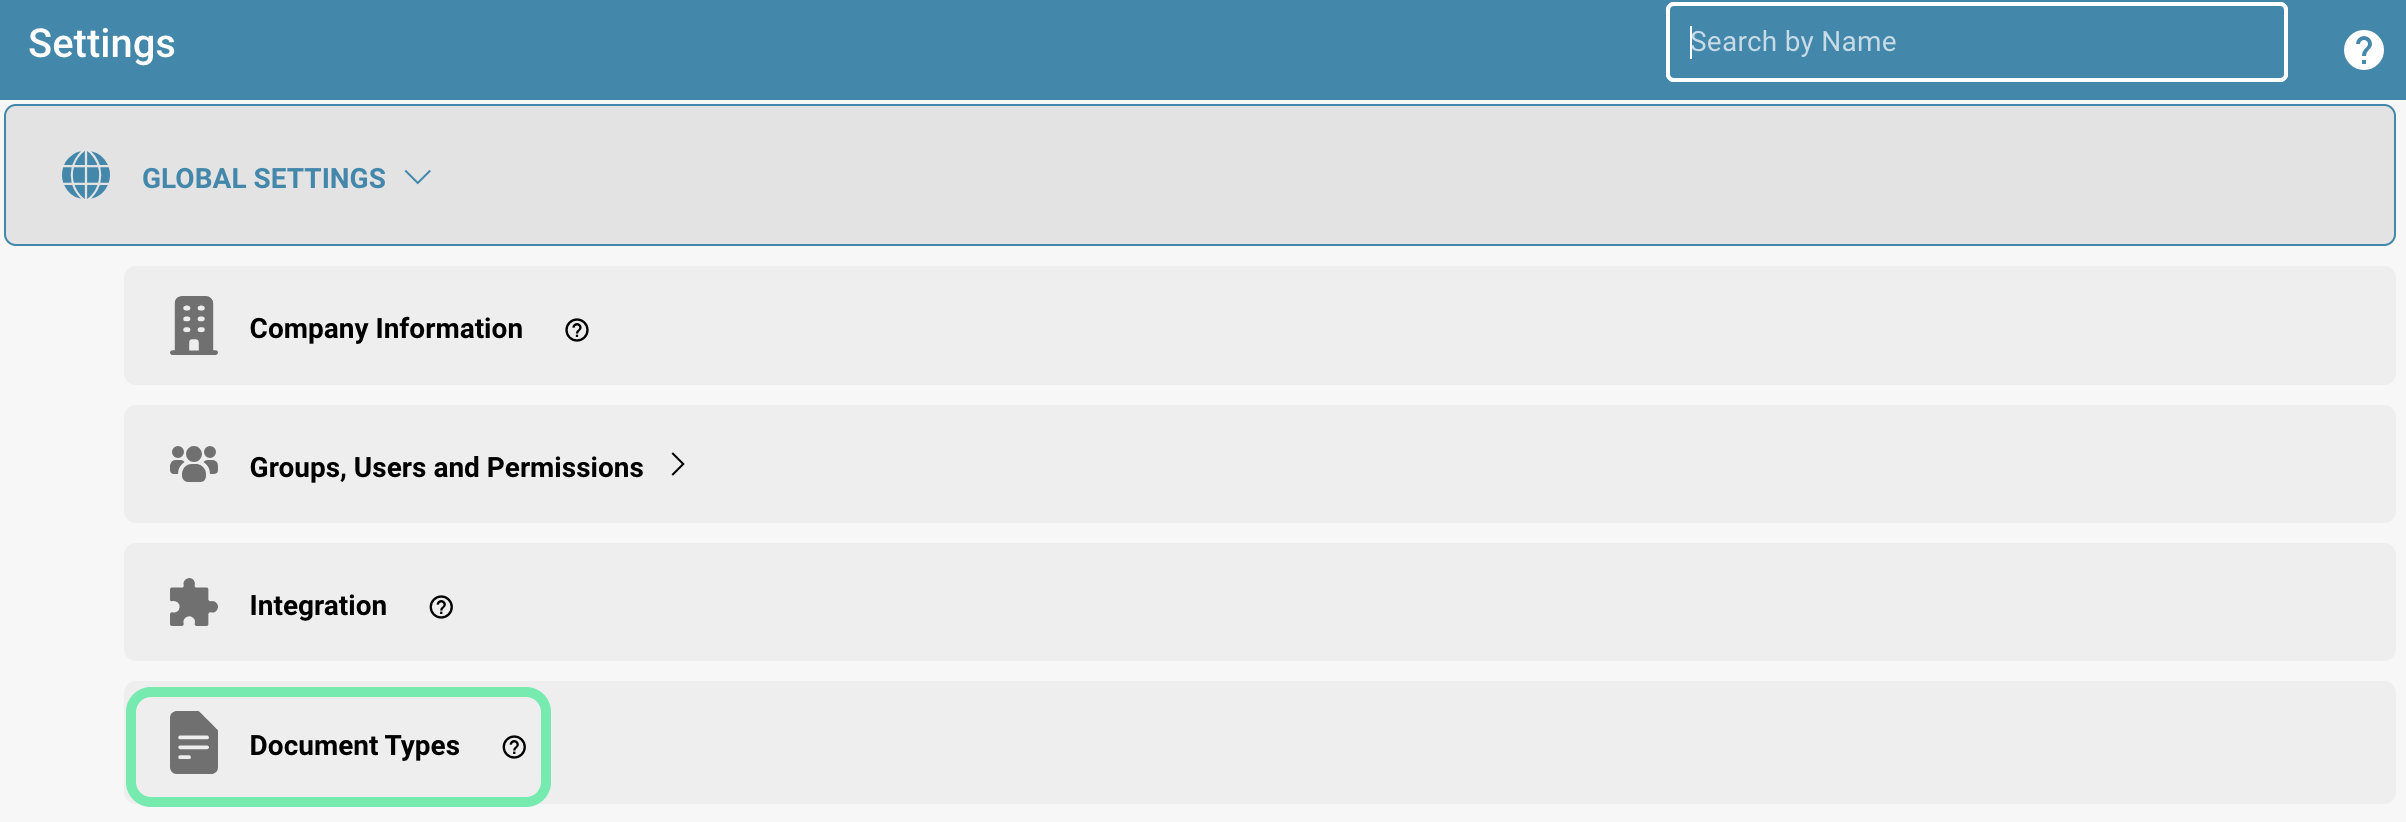 Settings
Search by Name
GLOBAL SETTINGS
Company Information
Groups, Users and Permissions
Integration
Document Types